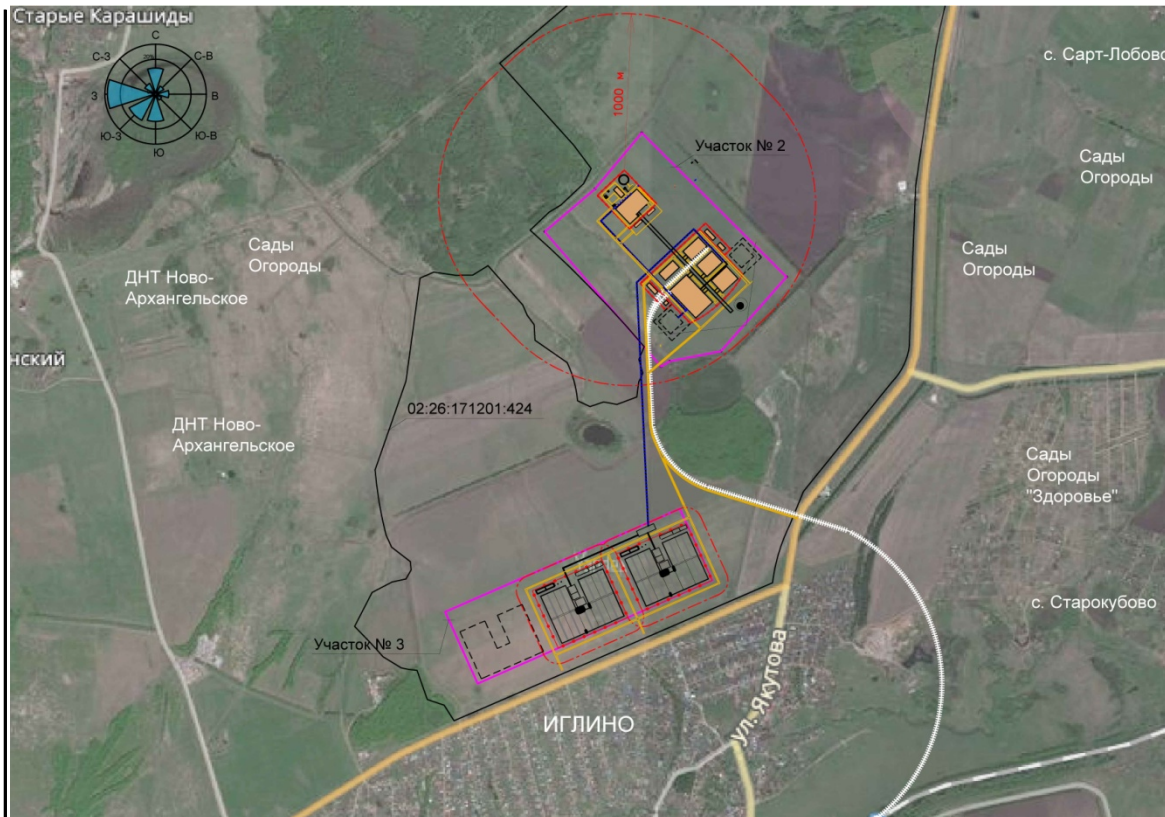 Старые Карашиды
С
С-З
С-В
З
В
Ю-З
Ю-В
Ю
1000 м
с. Сарт-Лобово
Участок № 2
Сады
Огороды
Сады
Огороды
Сады
Огороды
ДНТ Ново-
Архангельское
нский
02:26:171201:424
ДНТ Ново-
Архангельское
Сады
Огороды
"Здоровье"
с. Старокубово
Участок № 3
ул. Якутова
ИГЛИНО